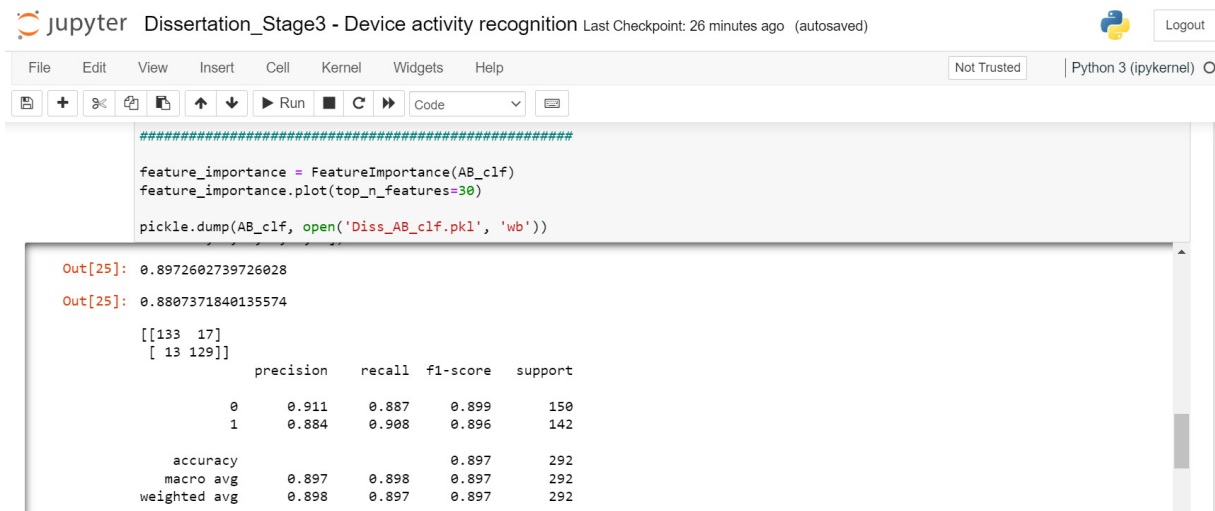 jupyter Dissertation_Stage3 - Device activity recognition Last Checkpoint: 26 minutes ago (autosaved)
Logout
File Edit View Insert Cell Kernel Widgets Help
Not Trusted
Python 3 (ipykernel)
Run
Code
#####################################################
feature_importance = FeatureImportance(AB_clf)
feature_importance.plot(top_n_features=30)
pickle.dump(AB_clf, open('Diss_AB_clf.pkl', 'wb'))
Out[25]: 0.8972602739726028
Out[25]: 0.8807371840135574
[[133 17]
[ 13 129]]
precision recall f1-score support
0 0.911 0.887 0.899 150
1 0.884 0.908 0.896 142
accuracy 0.897 292
macro avg 0.897 0.898 0.897 292
weighted avg 0.898 0.897 0.897 292